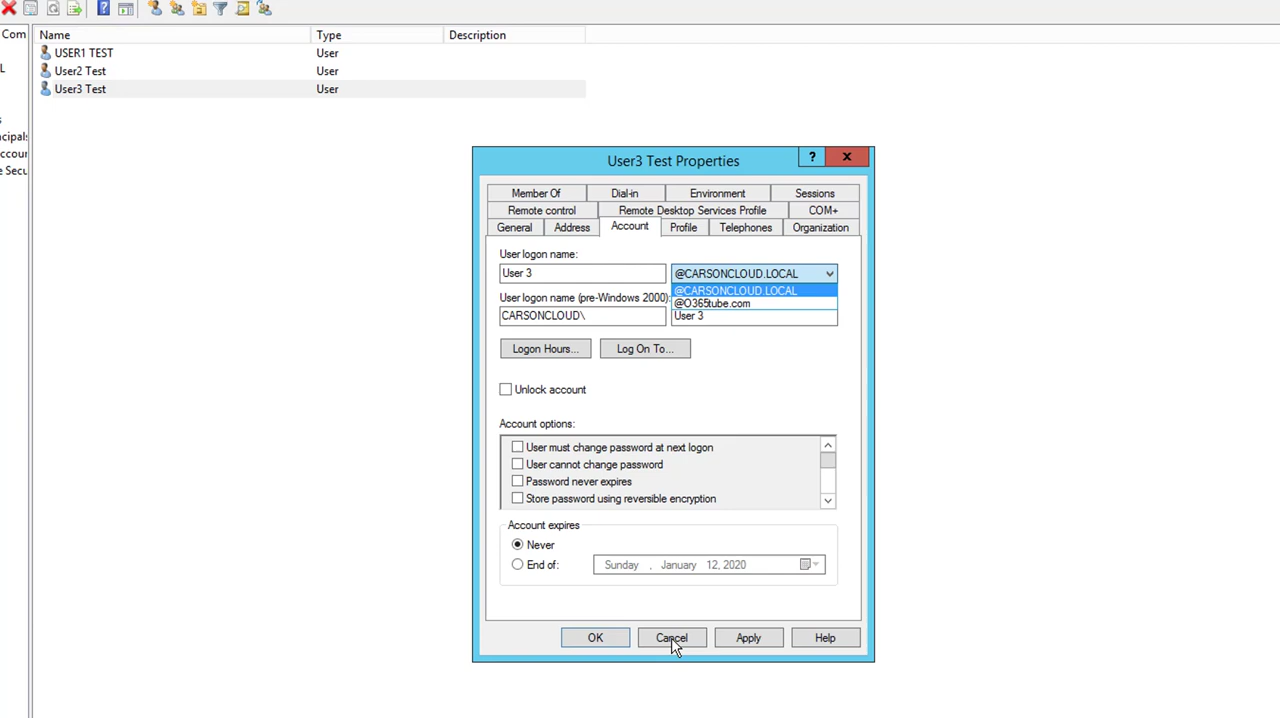 Com
Name Type Description
L
USER1 TEST User
User2 Test User
User3 Test User
s
ncipals
ccour
e Secu
User3 Test Properties ?
Member Of Dial-in Environment Sessions
Remote control Remote Desktop Services Profile COM+
General Address Account Profile Telephones Organization
User logon name:
User 3 @CARSONCLOUD.LOCAL
@CARSONCLOUD.LOCAL
User logon name (pre-Windows 2000): @O365tube.com
CARSONCLOUD\ User 3
Logon Hours... Log On To...
Unlock account
Account options:
User must change password at next logon
User cannot change password
Password never expires
Store password using reversible encryption
Account expires
Never
End of: Sunday , January 12, 2020
OK Cancel Apply Help